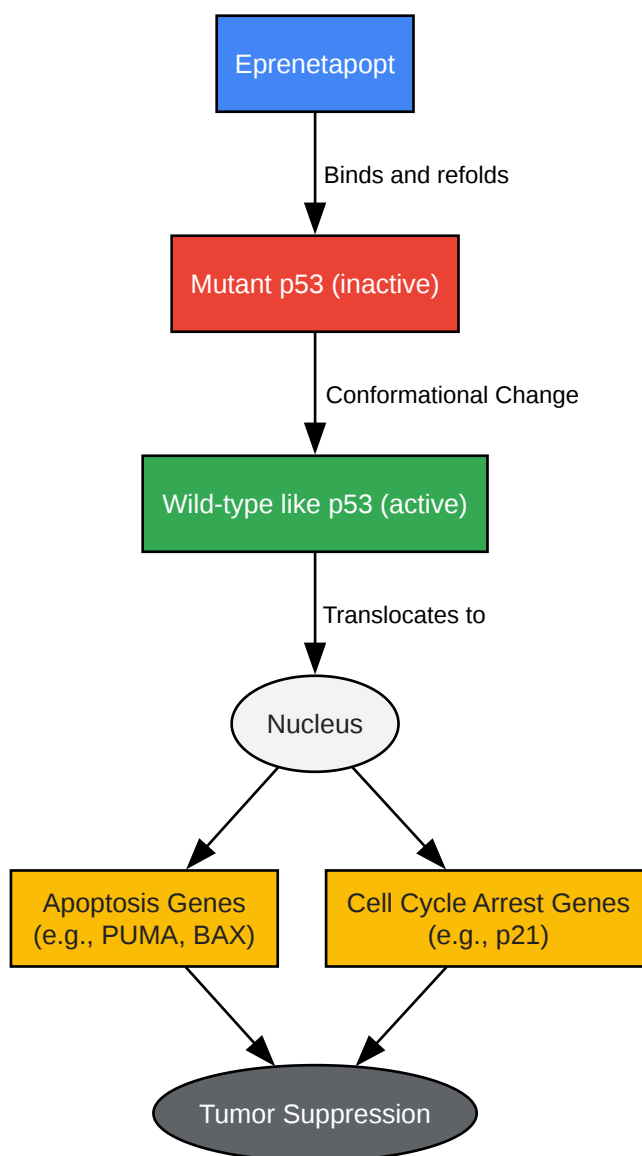 Eprenetapopt
Binds and refolds
Mutant p53 (inactive)
Conformational Change
Wild-type like p53 (active)
Translocates to
Nucleus
Apoptosis Genes
(e.g., PUMA, BAX)
Cell Cycle Arrest Genes
(e.g., p21)
Tumor Suppression